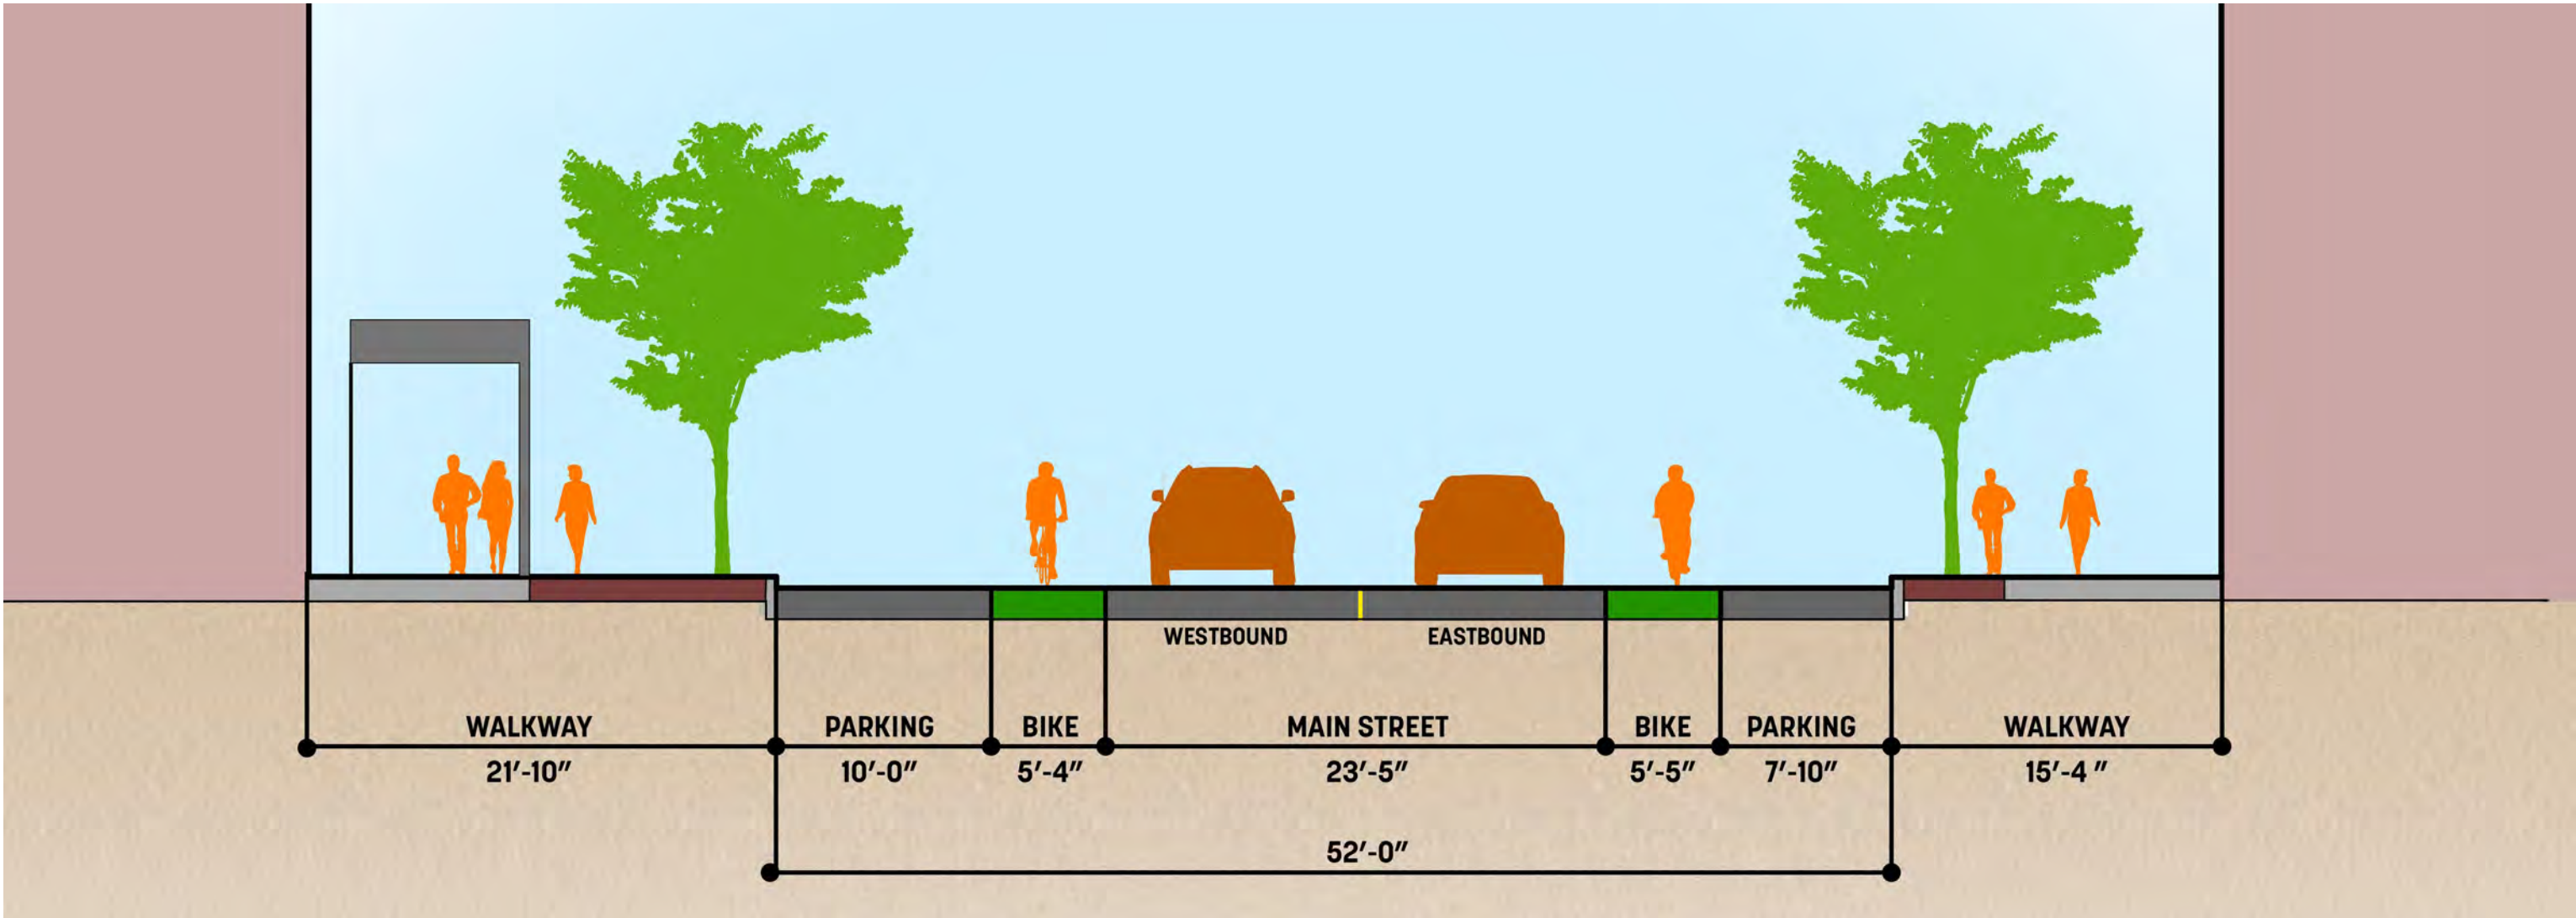 WESTBOUND EASTBOUND
WALKWAY PARKING BIKE MAIN STREET BIKE PARKING WALKWAY
21′-10″ 10′-0″ 5′-4″ 23′-5″ 5′-5″ 7′-10″ 15′-4 ″
52′-0″